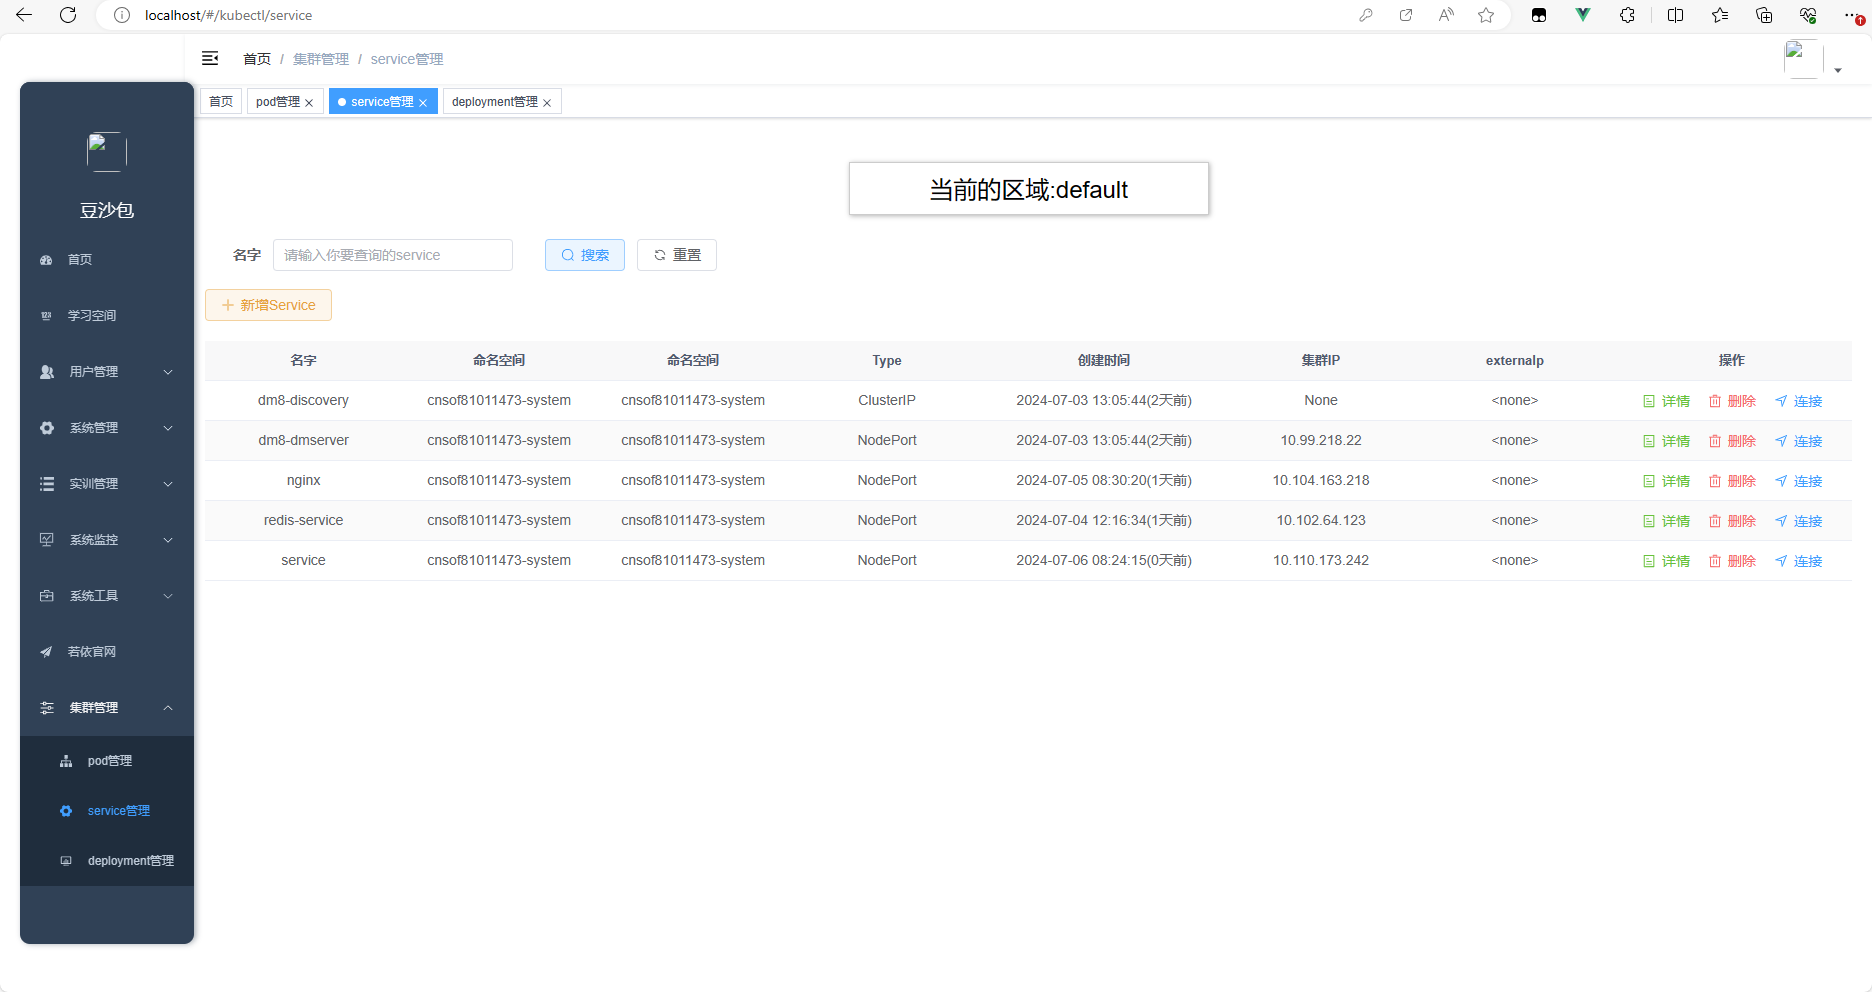 localhost/#/kubectl/service
首页 / 集群管理 / service管理
首页 pod管理 × service管理 × deployment管理 ×
豆沙包
首页
学习空间
用户管理
系统管理
实训管理
系统监控
系统工具
若依官网
集群管理
pod管理
service管理
deployment管理
当前的区域:default
名字 请输入你要查询的service 搜索 重置
新增Service
名字 命名空间 命名空间 Type 创建时间 集群IP externalp 操作
dm8-discovery cnsof81011473-system cnsof81011473-system ClusterIP 2024-07-03 13:05:44(2天前) None <none> 详情 删除 连接
dm8-dmserver cnsof81011473-system cnsof81011473-system NodePort 2024-07-03 13:05:44(2天前) 10.99.218.22 <none> 详情 删除 连接
nginx cnsof81011473-system cnsof81011473-system NodePort 2024-07-05 08:30:20(1天前) 10.104.163.218 <none> 详情 删除 连接
redis-service cnsof81011473-system cnsof81011473-system NodePort 2024-07-04 12:16:34(1天前) 10.102.64.123 <none> 详情 删除 连接
service cnsof81011473-system cnsof81011473-system NodePort 2024-07-06 08:24:15(0天前) 10.110.173.242 <none> 详情 删除 连接